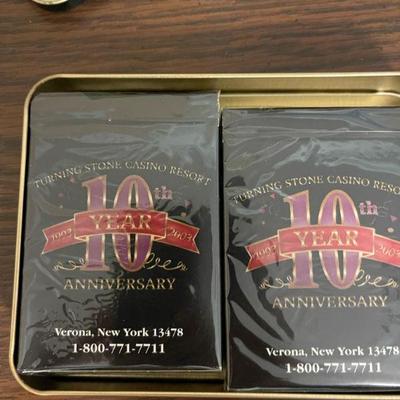 TURNING STONE CASINO RESORT
10th
1993 YEAR 2003
ANNIVERSARY
Verona, New York 13478
1-800-771-7711
TURNING STONE CASINO RESO
10th
1993 YEAR 2003
ANNIVERSARY
Verona, New York 1347
1-800-771-7711